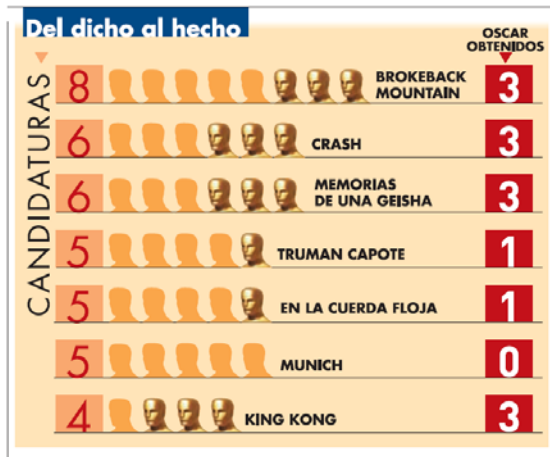 Del dicho al hecho
OSCAR
OBTENIDOS
CANDIDATURAS
8 BROKEBACK
MOUNTAIN 3
6 CRASH 3
6 MEMORIAS
DE UNA GEISHA 3
5 TRUMAN CAPOTE 1
5 EN LA CUERDA FLOJA 1
5 MUNICH 0
4 KING KONG 3